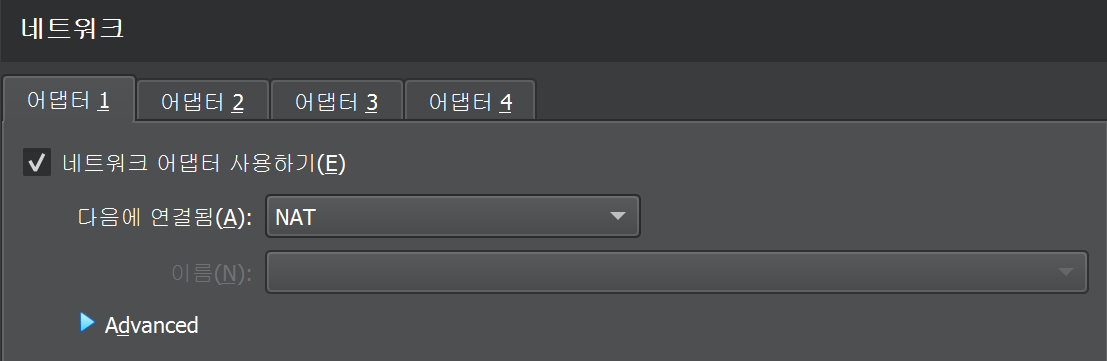 네트워크
어댑터 1 어댑터 2 어댑터 3 어댑터 4
네트워크 어댑터 사용하기(E)
다음에 연결됨(A): NAT
이름(N):
Advanced